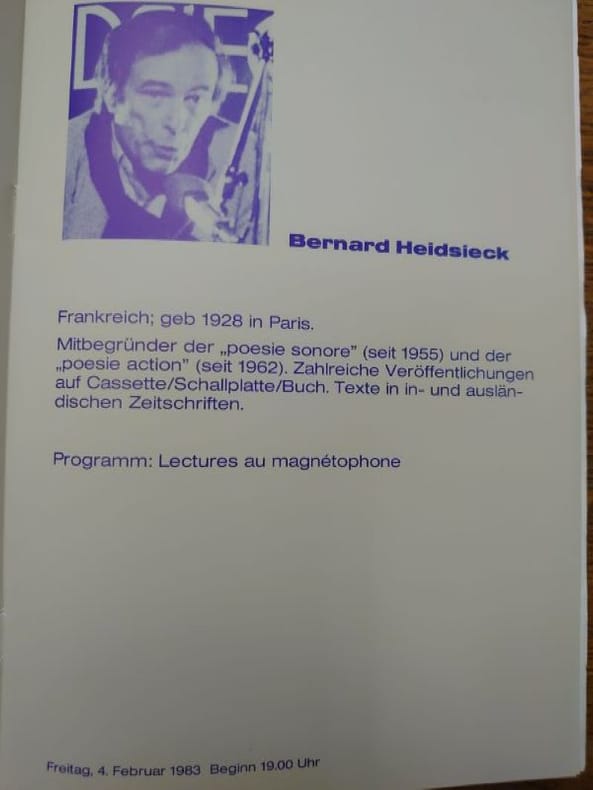 Bernard Heidsieck
Frankreich; geb 1928 in Paris.
Mitbegründer der „poesie sonore” (seit 1955) und der
„poesie action” (seit 1962). Zahlreiche Veröffentlichungen
auf Cassette/Schallplatte/Buch. Texte in in- und auslän-
dischen Zeitschriften.
Programm: Lectures au magnétophone
Freitag, 4. Februar 1983 Beginn 19.00 Uhr